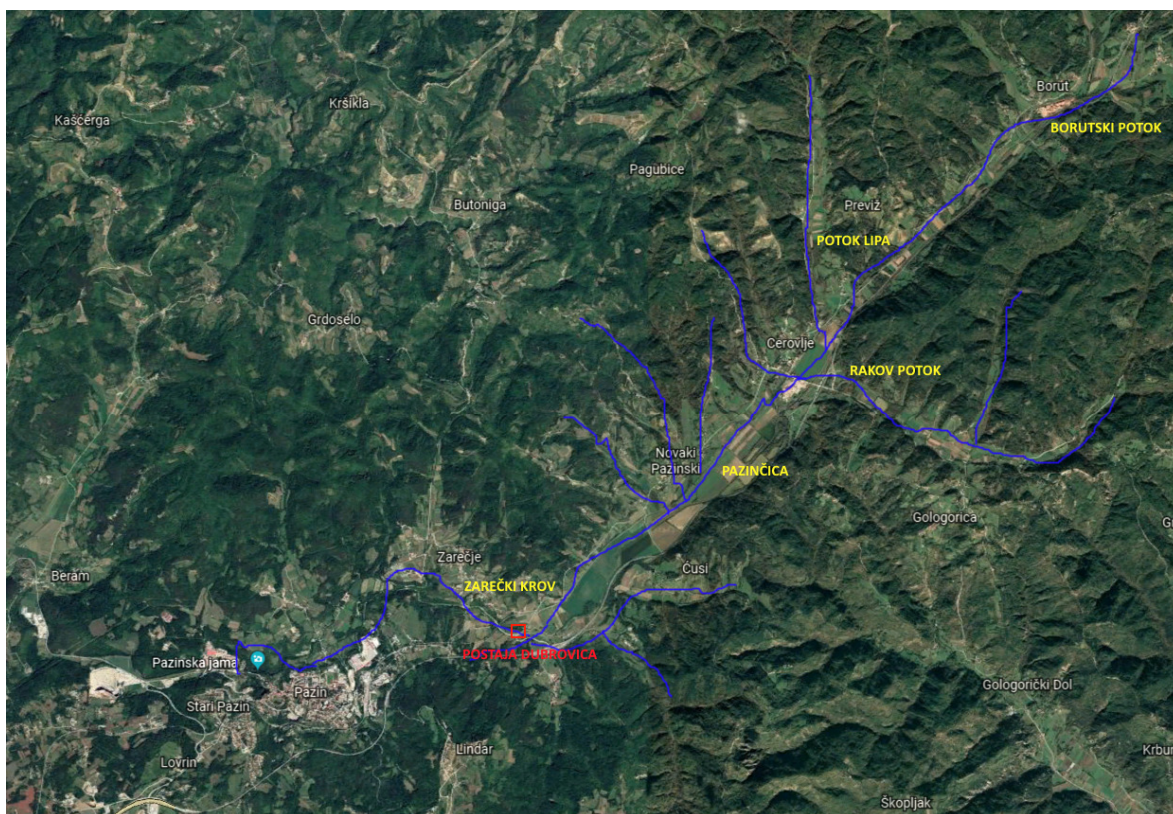 Borut
Kršikla
Kašćerga
BORUTSKI POTOK
Pagubice
Butoniga
Previž
POTOK LIPA
Grdoselo
Cerovlje
RAKOV POTOK
Novaki
Pazinski
PAZINČICA
Gologorica
Zarečje
Ćusi
Beram
ZAREČKI KROV
POSTAJA DUBROVICA
Pazinska jama
Gologorički Dol
Pazin
Stari Pazin
Lindar
Krbun
Lovrin
Škopljak